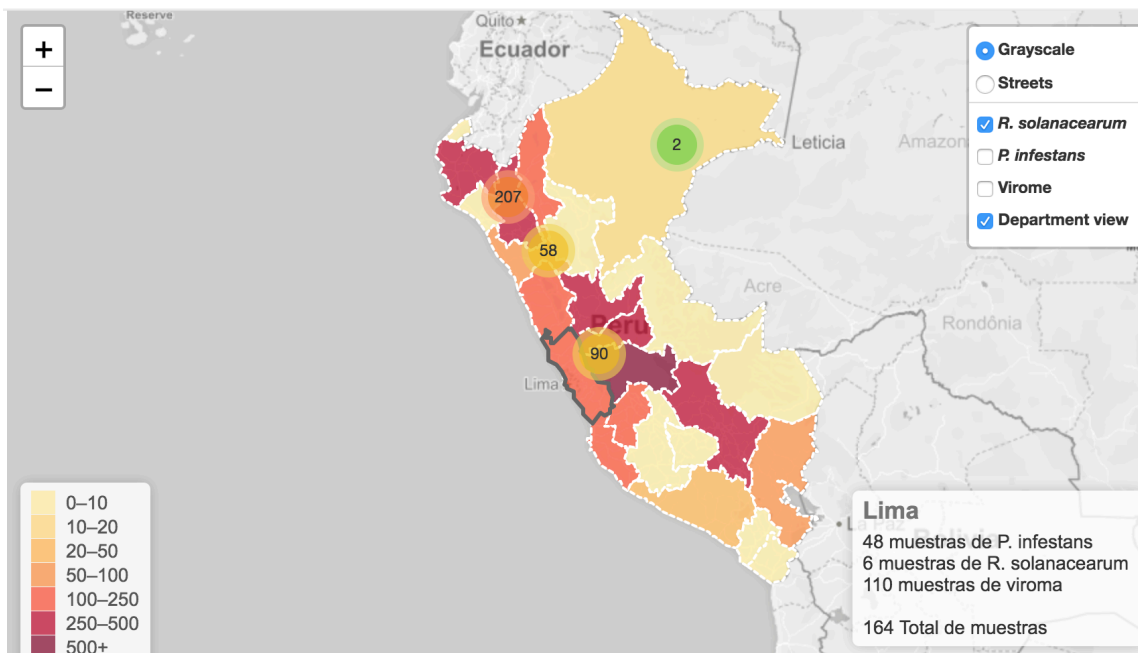 Reserve
Quito★
Ecuador
+
−
Grayscale
Streets
R. solanacearum
P. infestans
Virome
Department view
2
Leticia
Amazon
207
58
Acre
Peru
Rondônia
90
Lima
0–10
10–20
20–50
50–100
100–250
250–500
500+
La Paz
Bolivia
Lima
48 muestras de P. infestans
6 muestras de R. solanacearum
110 muestras de viroma
164 Total de muestras